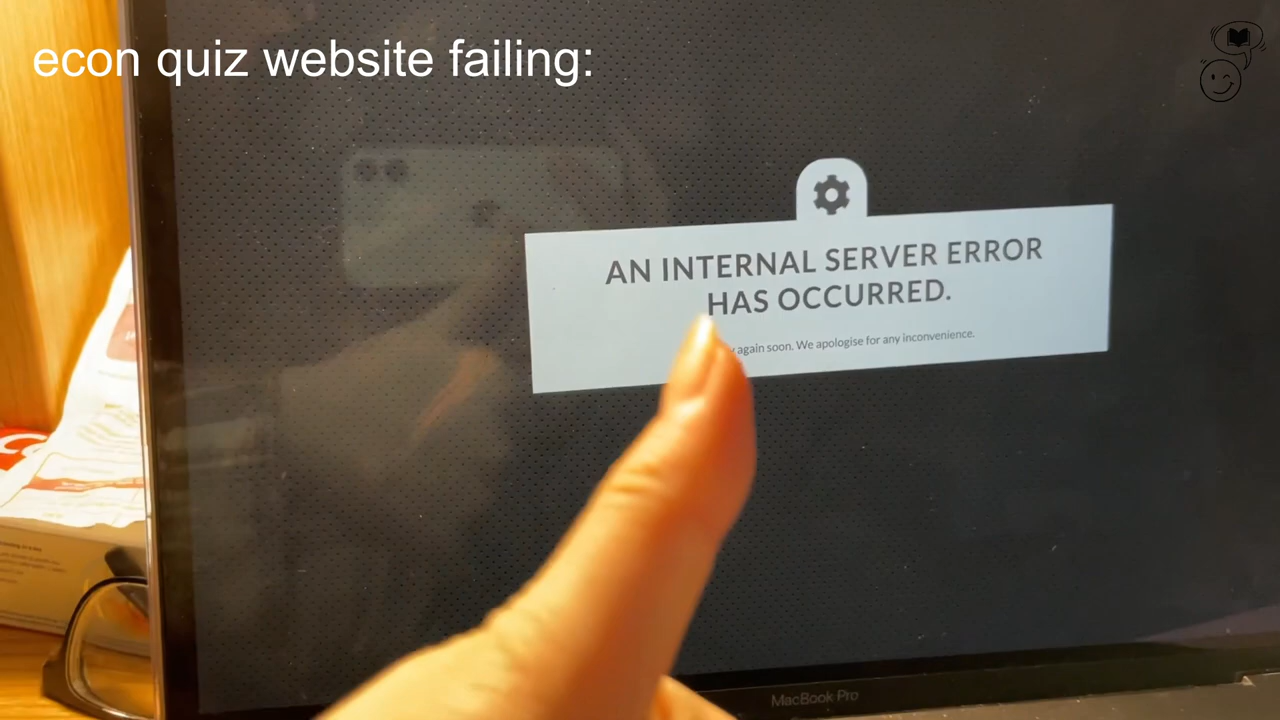 econ quiz website failing:
AN INTERNAL SERVER ERROR
HAS OCCURRED.
again soon. We apologise for any inconvenience.
MacBook Pro